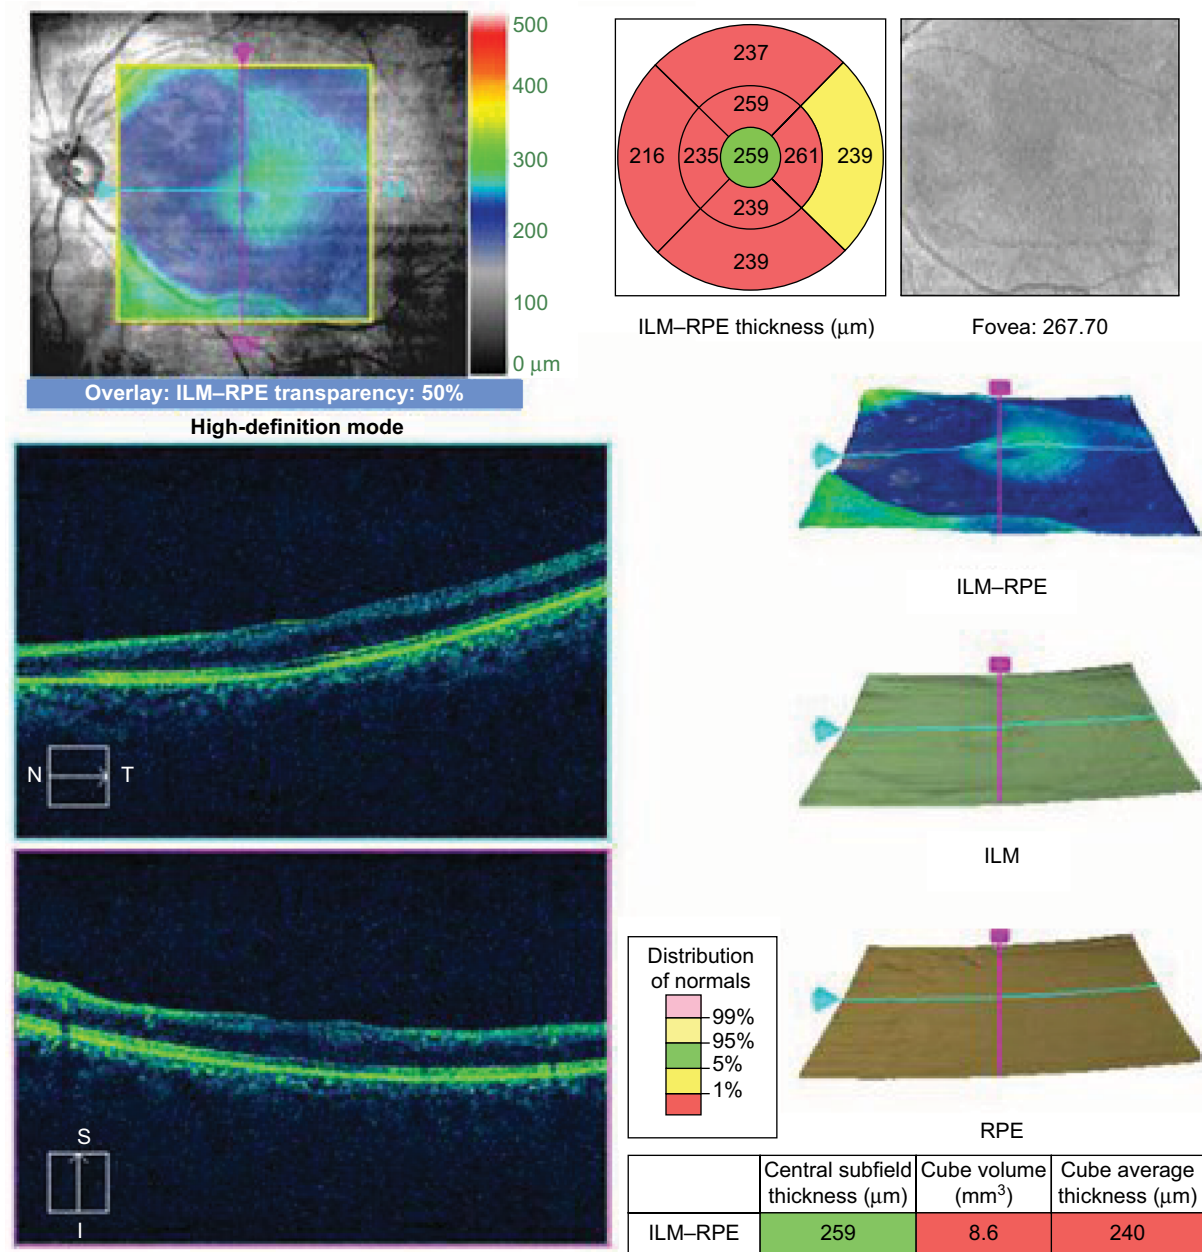 500
400
300
200
100
0 μm
Overlay: ILM–RPE transparency: 50%
237
259
216
235
259
261
239
239
239
ILM–RPE thickness (μm)
Fovea: 267.70
High-definition mode
N
T
S
I
ILM–RPE
ILM
RPE
Distribution
of normals
99%
95%
5%
1%
Central subfield
thickness (μm)
Cube volume
(mm³)
Cube average
thickness (μm)
ILM–RPE
259
8.6
240